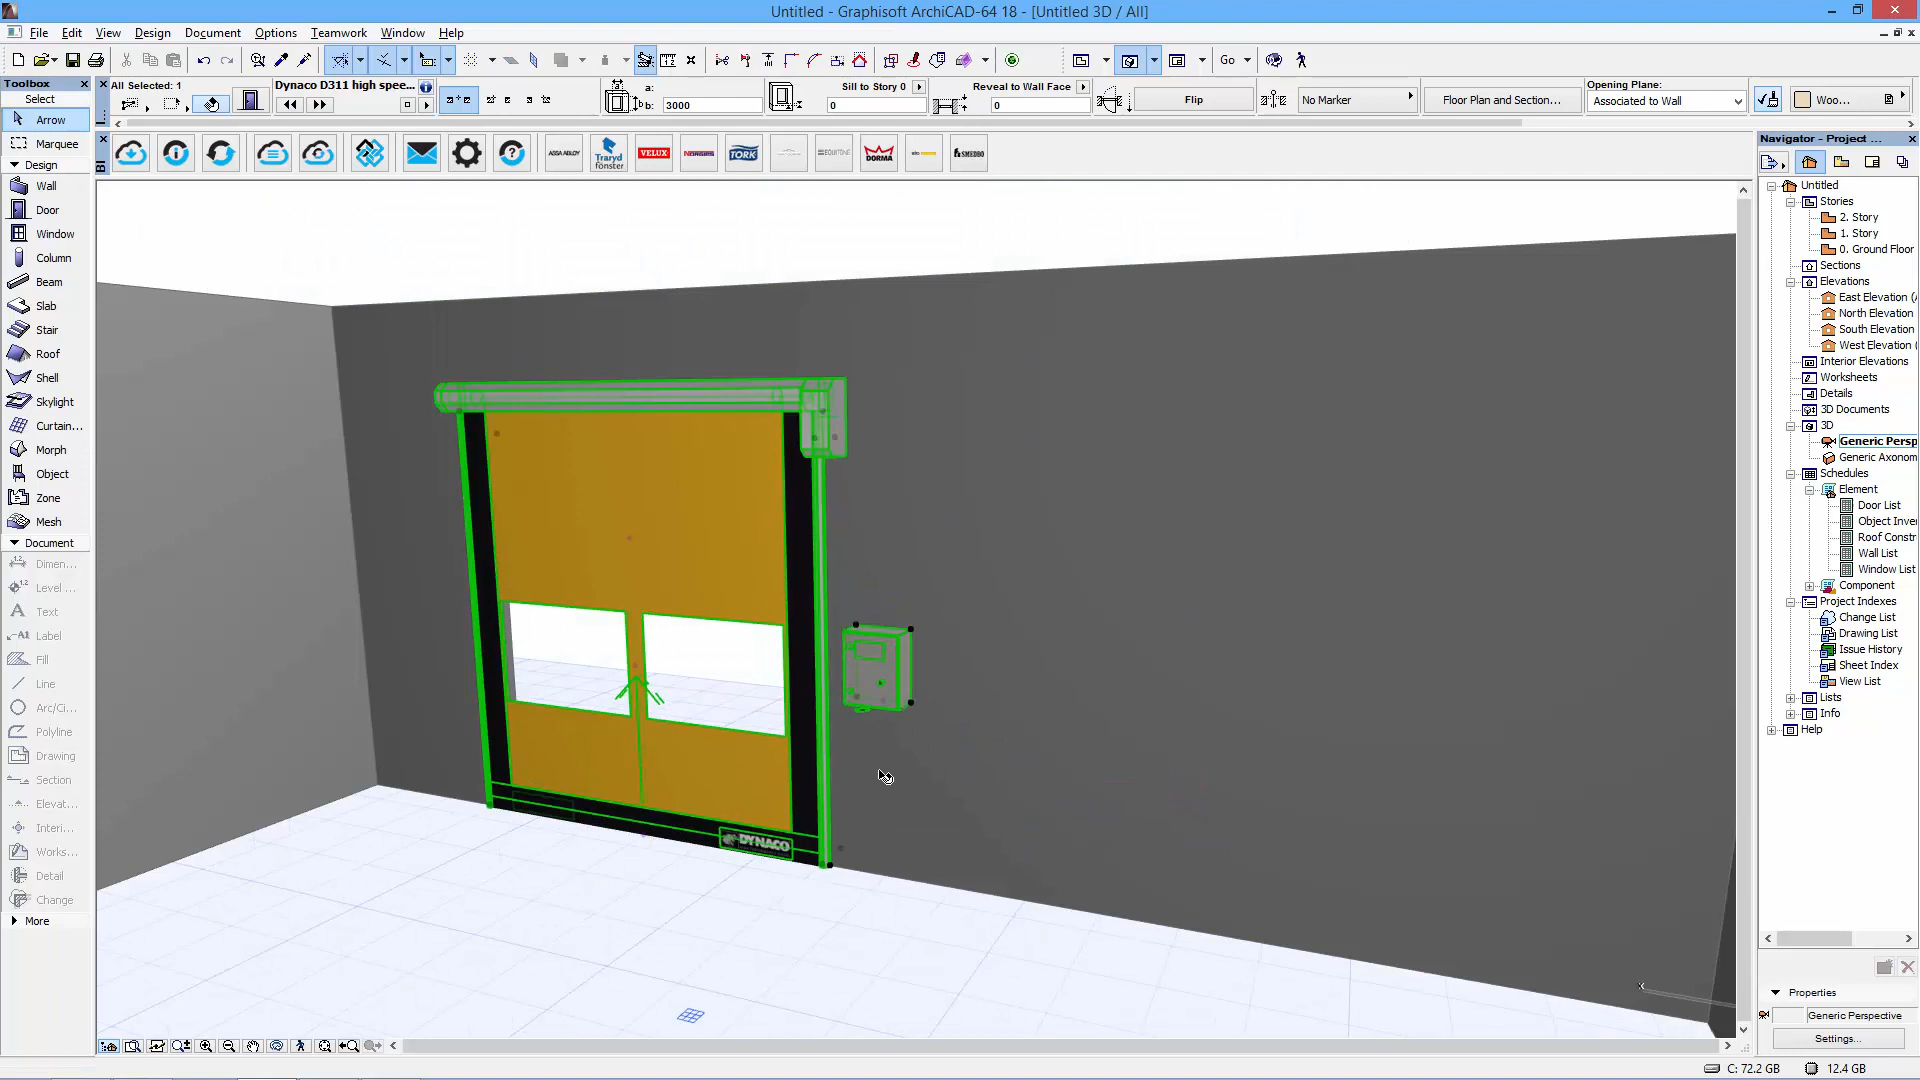 Untitled - Graphisoft ArchiCAD-64 18 - [Untitled 3D / All]
File Edit View Design Document Options Teamwork Window Help
Go
Toolbox
Select
Arrow
Marquee
Design
Wall
Door
Window
Column
Beam
Slab
Stair
Roof
Shell
Skylight
Curtain...
Morph
Object
Zone
Mesh
Document
Dimen...
Level ...
Text
Label
Fill
Line
Arc/Ci...
Polyline
Drawing
Section
Elevat...
Interi...
Works...
Detail
Change
More
All Selected: 1
Dynaco D311 high spee...
a:
b: 3000
Sill to Story 0
0
Reveal to Wall Face
0
Flip
No Marker
Floor Plan and Section...
Opening Plane:
Associated to Wall
Woo...
ASSA ABLOY
Traryd fönster
VELUX
NORGIPS
TORK
EQUITONE
DORMA
SMEDBO
DYNACO
x
Navigator - Project ...
Untitled
Stories
2. Story
1. Story
0. Ground Floor
Sections
Elevations
East Elevation (
North Elevation
South Elevation
West Elevation (
Interior Elevations
Worksheets
Details
3D Documents
3D
Generic Persp
Generic Axonom
Schedules
Element
Door List
Object Inve
Roof Constr
Wall List
Window List
Component
Project Indexes
Change List
Drawing List
Issue History
Sheet Index
View List
Lists
Info
Help
Properties
Generic Perspective
Settings...
C: 72.2 GB
12.4 GB